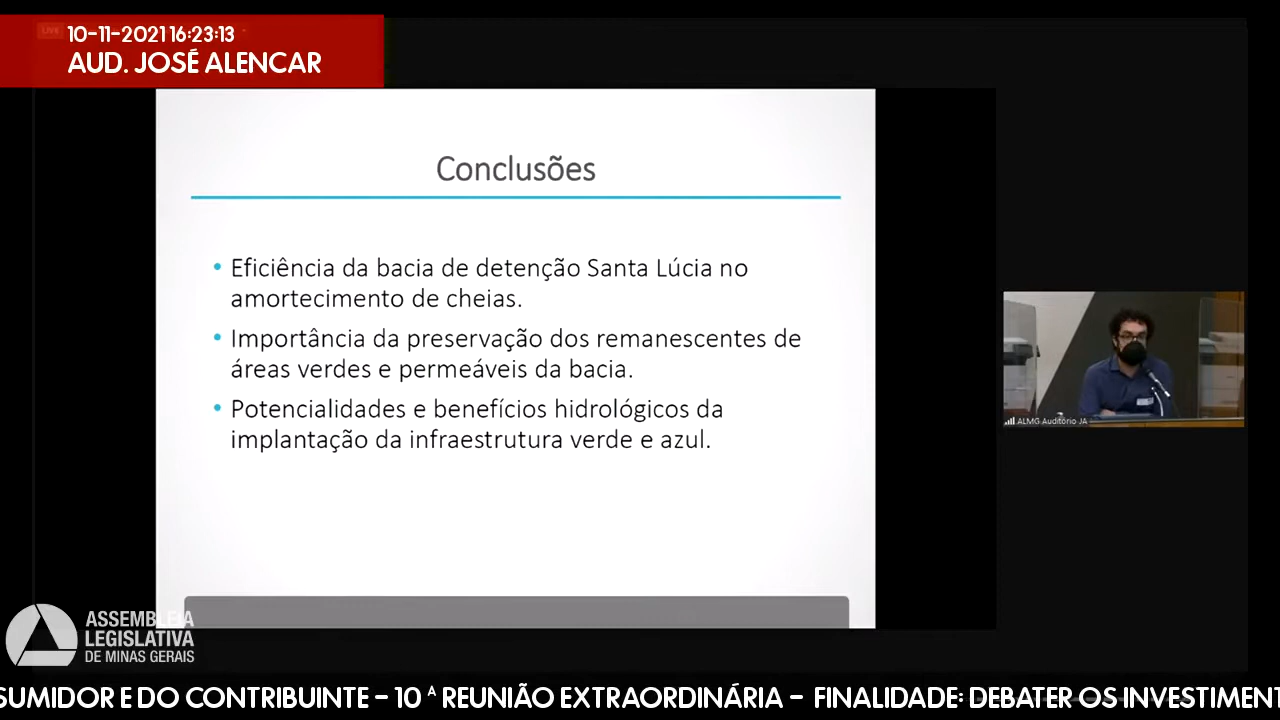 Live
10-11-2021 16:23:13
AUD. JOSÉ ALENCAR
Conclusões
• Eficiência da bacia de detenção Santa Lúcia no
amortecimento de cheias.
• Importância da preservação dos remanescentes de
áreas verdes e permeáveis da bacia.
• Potencialidades e benefícios hidrológicos da
implantação da infraestrutura verde e azul.
ALMG Auditório JA
ASSEMBLEIA
LEGISLATIVA
DE MINAS GERAIS
SUMIDOR E DO CONTRIBUINTE – 10 ª REUNIÃO EXTRAORDINÁRIA – FINALIDADE: DEBATER OS INVESTIMENT